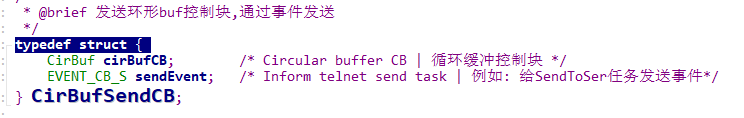 * @brief 发送环形buf控制块,通过事件发送
*/
typedef struct {
CirBuf cirBufCB; /* Circular buffer CB | 循环缓冲控制块 */
EVENT_CB_S sendEvent; /* Inform telnet send task | 例如: 给SendToSer任务发送事件*/
} CirBufSendCB;